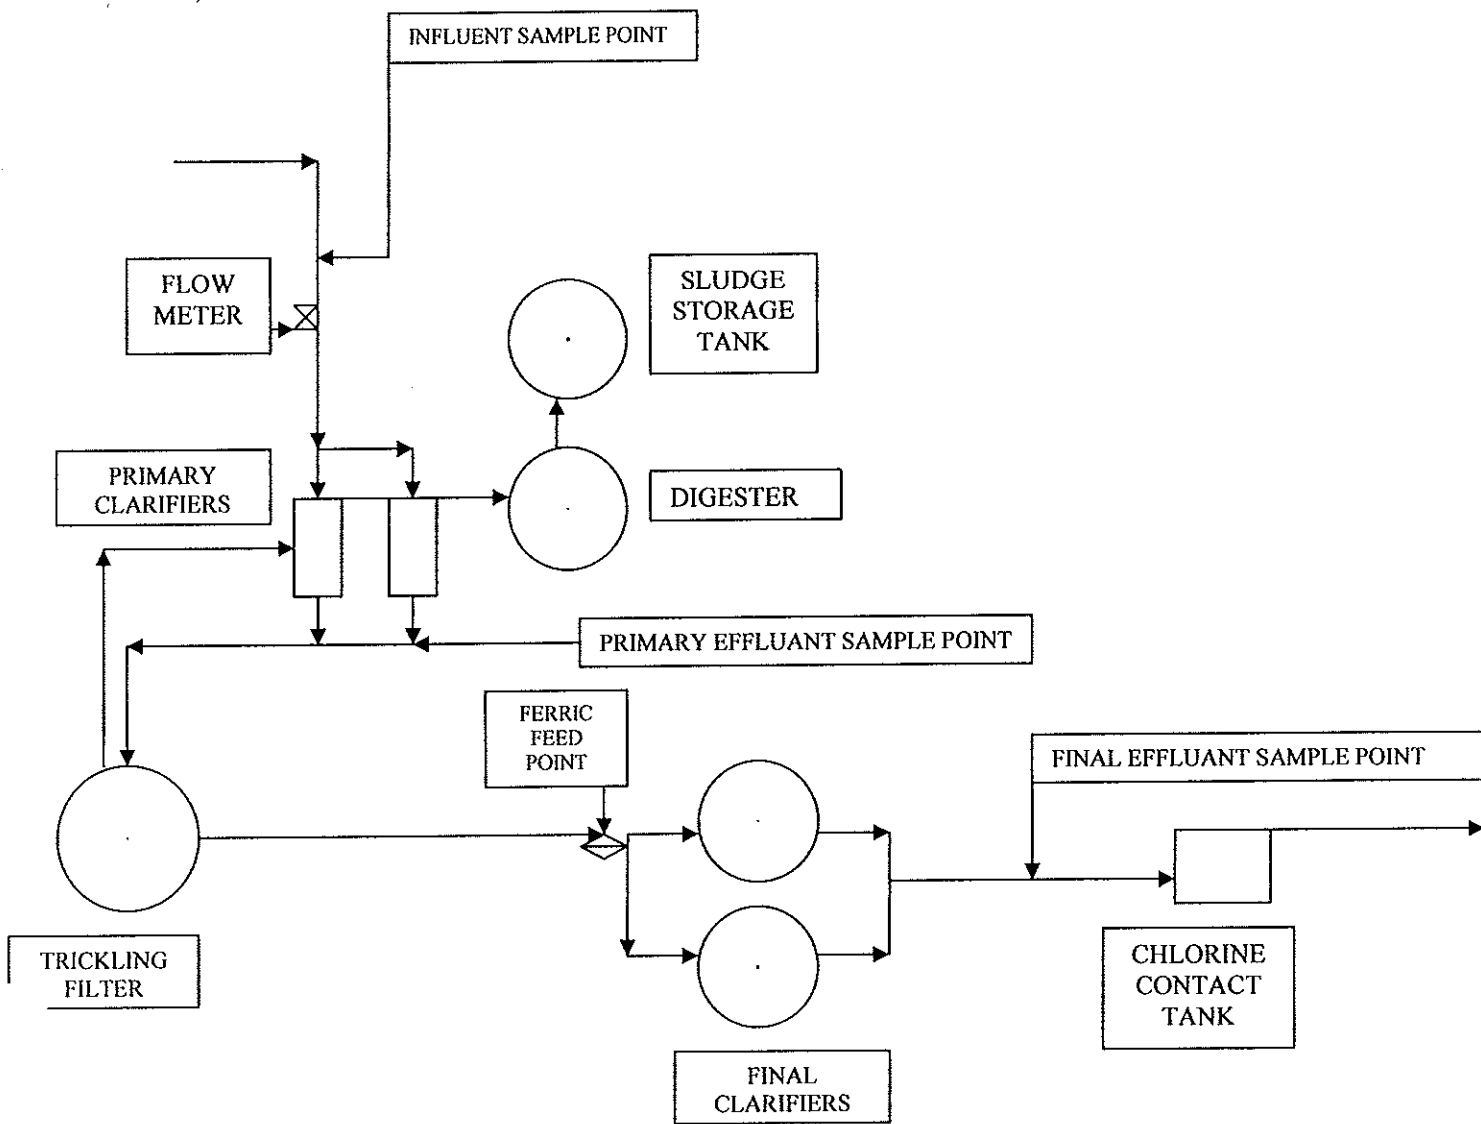 INFLUENT SAMPLE POINT
FLOW
METER
SLUDGE
STORAGE
TANK
PRIMARY
CLARIFIERS
DIGESTER
PRIMARY EFFLUANT SAMPLE POINT
FERRIC
FEED
POINT
FINAL EFFLUANT SAMPLE POINT
TRICKLING
FILTER
CHLORINE
CONTACT
TANK
FINAL
CLARIFIERS